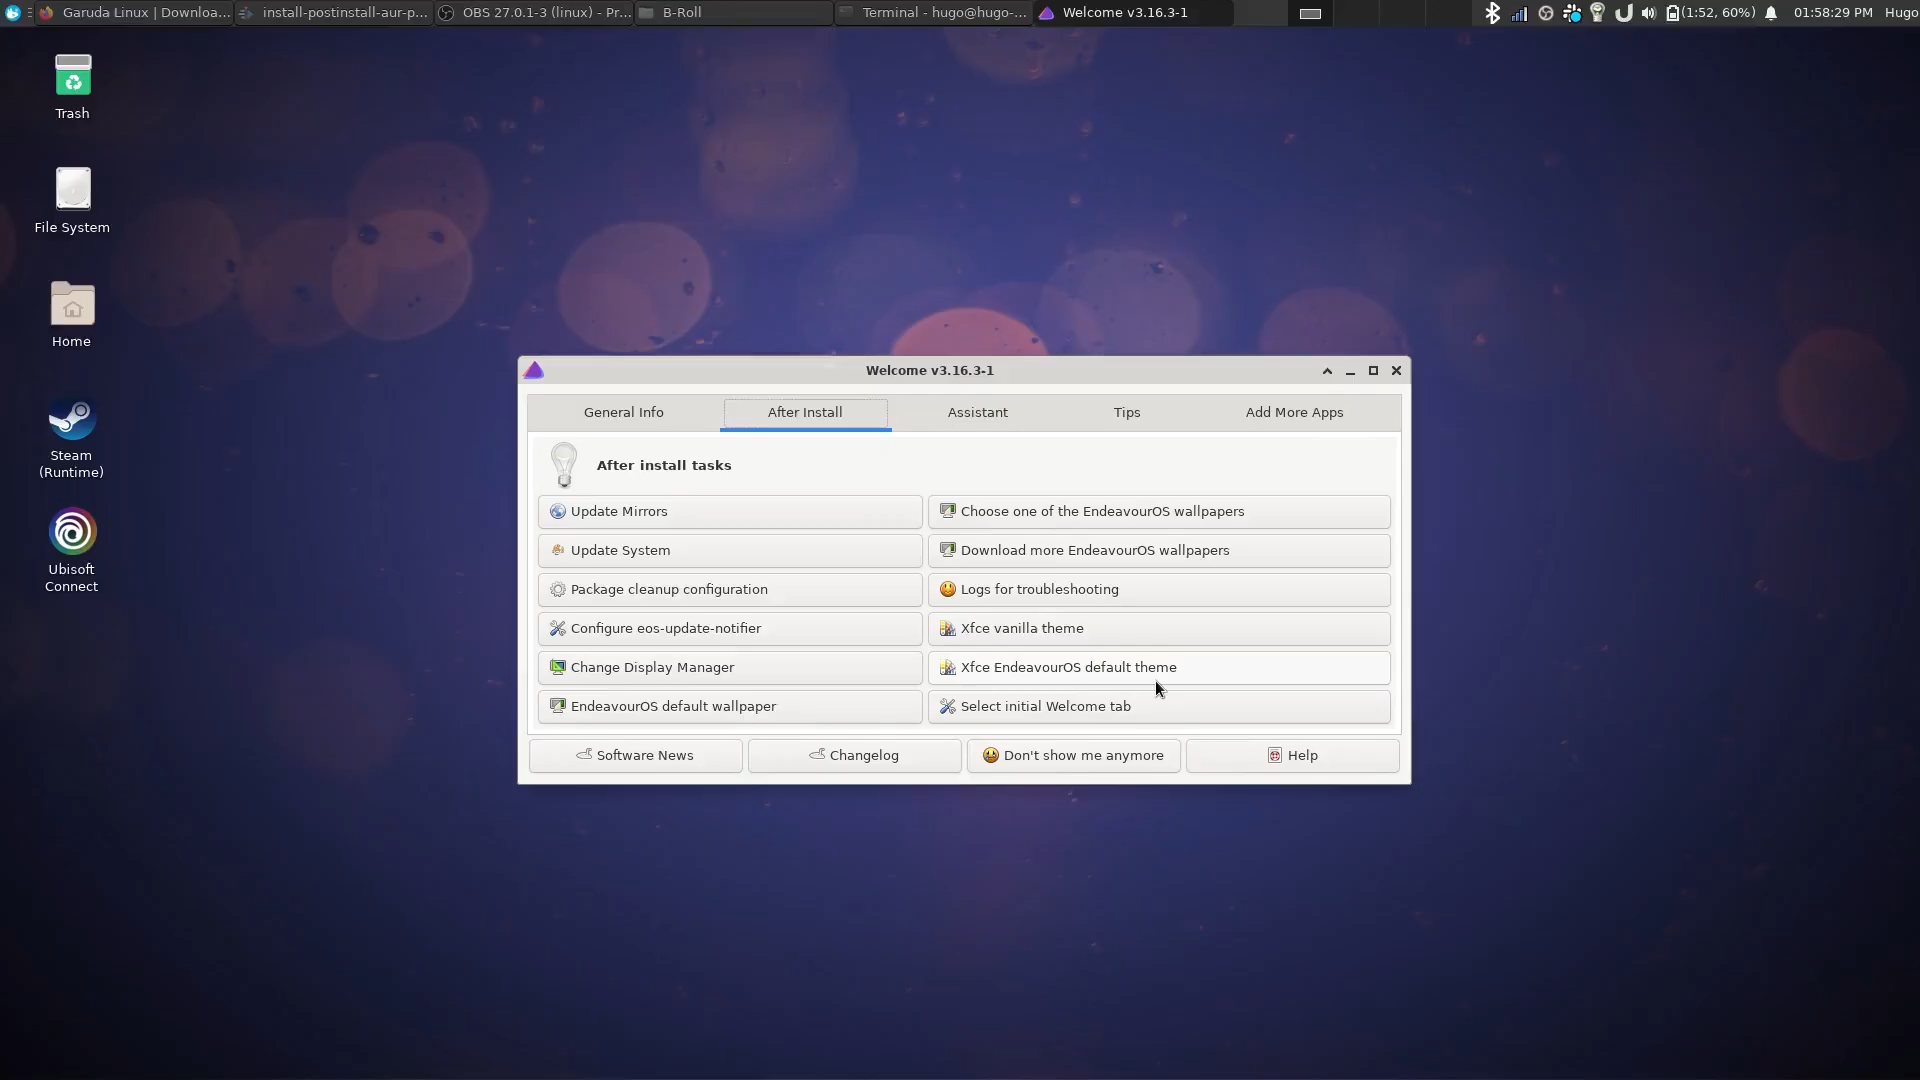 Garuda Linux | Downloa...
install-postinstall-aur-p...
OBS 27.0.1-3 (linux) - Pr...
B-Roll
Terminal - hugo@hugo-...
Welcome v3.16.3-1
(1:52, 60%)
01:58:29 PM
Hugo
Trash
File System
Home
Steam
(Runtime)
Ubisoft
Connect
Welcome v3.16.3-1
General Info
After Install
Assistant
Tips
Add More Apps
After install tasks
Update Mirrors
Choose one of the EndeavourOS wallpapers
Update System
Download more EndeavourOS wallpapers
Package cleanup configuration
Logs for troubleshooting
Configure eos-update-notifier
Xfce vanilla theme
Change Display Manager
Xfce EndeavourOS default theme
EndeavourOS default wallpaper
Select initial Welcome tab
Software News
Changelog
Don't show me anymore
Help